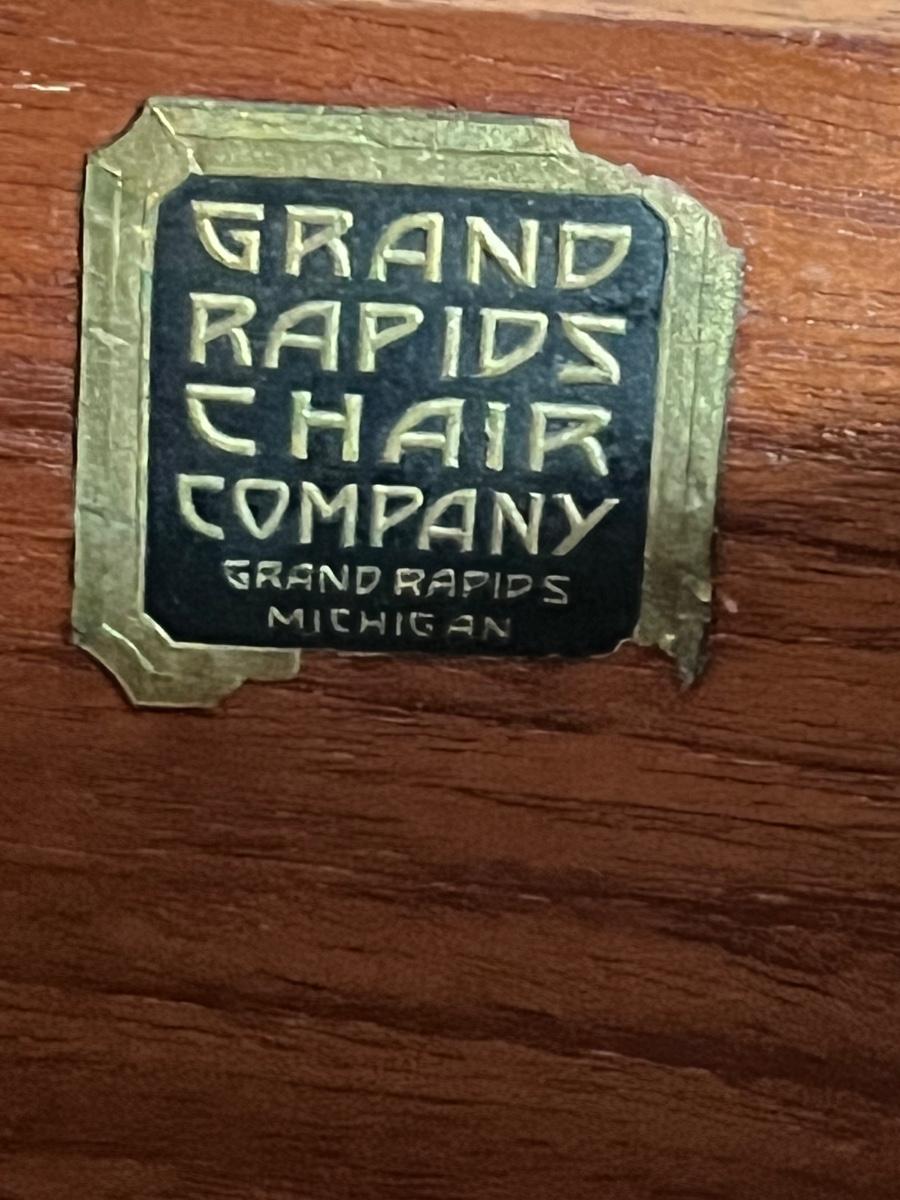 GRAND
RAPIDS
CHAIR
COMPANY
GRAND RAPIDS
MICHIGAN